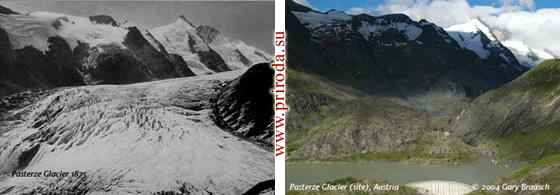 Pasterze Glacier 1875
www.priroda.su
Pasterze Glacier (site), Austria
© 2004 Gary Braasch